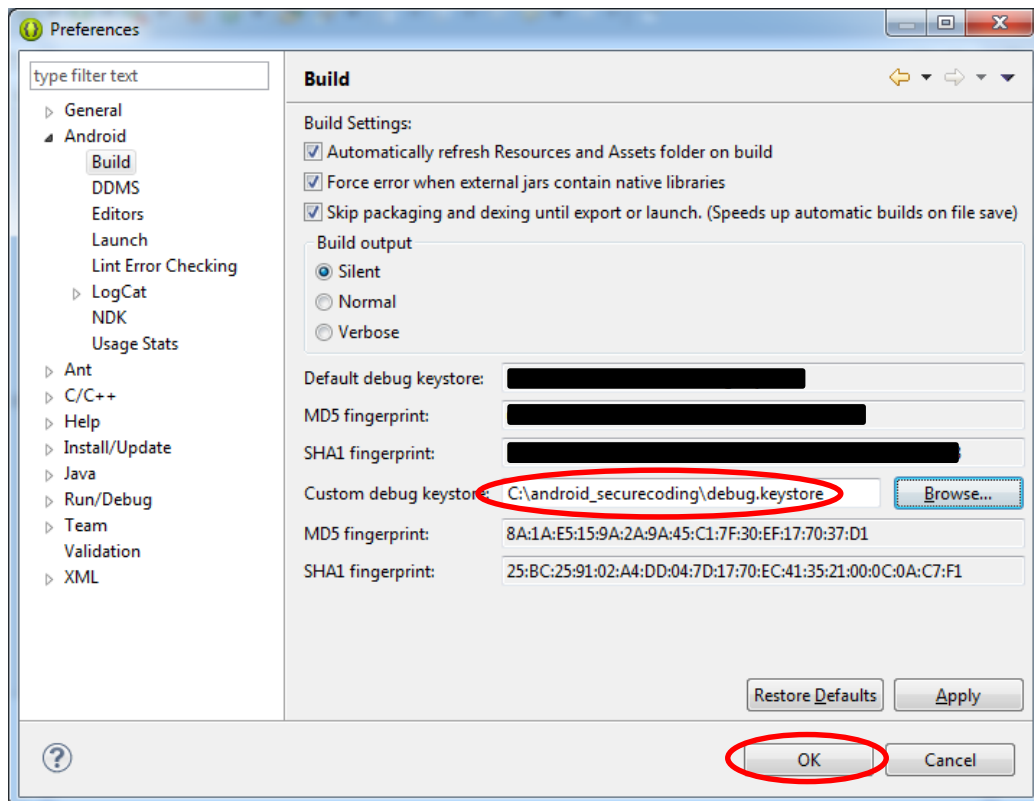 Preferences
type filter text
General
Android
Build
DDMS
Editors
Launch
Lint Error Checking
LogCat
NDK
Usage Stats
Ant
C/C++
Help
Install/Update
Java
Run/Debug
Team
Validation
XML
Build
Build Settings:
Automatically refresh Resources and Assets folder on build
Force error when external jars contain native libraries
Skip packaging and dexing until export or launch. (Speeds up automatic builds on file save)
Build output
Silent
Normal
Verbose
Default debug keystore:
MD5 fingerprint:
SHA1 fingerprint:
Custom debug keystore: C:\android_securecoding\debug.keystore Browse...
MD5 fingerprint: 8A:1A:E5:15:9A:2A:9A:45:C1:7F:30:EF:17:70:37:D1
SHA1 fingerprint: 25:BC:25:91:02:A4:DD:04:7D:17:70:EC:41:35:21:00:0C:0A:C7:F1
Restore Defaults Apply
OK Cancel